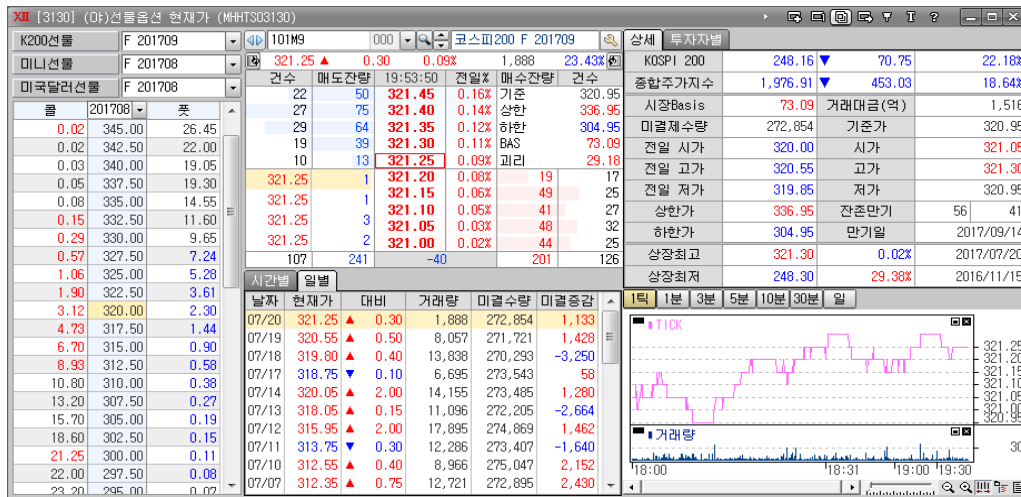 XII [3130] (야)선물옵션 현재가 (MHHTS03130)
K200선물 F 201709
미니선물 F 201708
미국달러선물 F 201708
콜 201708 풋
0.02 345.00 26.45
0.02 342.50 22.00
0.03 340.00 19.05
0.05 337.50 19.30
0.08 335.00 14.55
0.15 332.50 11.60
0.29 330.00 9.65
0.57 327.50 7.24
1.06 325.00 5.28
1.90 322.50 3.61
3.12 320.00 2.30
4.73 317.50 1.44
6.70 315.00 0.90
8.93 312.50 0.58
10.80 310.00 0.38
13.20 307.50 0.27
15.70 305.00 0.19
18.60 302.50 0.15
21.25 300.00 0.11
22.00 297.50 0.08
23.20 295.00 0.07
101M9 000 코스피200 F 201709
321.25 ▲ 0.30 0.09% 1,888 23.43%
건수 매도잔량 19:53:50 전일% 매수잔량 건수
22 50 321.45 0.16% 기준 320.95
27 75 321.40 0.14% 상한 336.95
29 64 321.35 0.12% 하한 304.95
19 39 321.30 0.11% BAS 73.09
10 13 321.25 0.09% 괴리 29.18
321.25 1 321.20 0.08% 19 17
321.25 1 321.15 0.06% 49 25
321.25 3 321.10 0.05% 41 27
321.25 2 321.05 0.03% 48 32
321.00 0.02% 44 25
107 241 -40 201 126
시간별 일별
날짜 현재가 대비 거래량 미결수량 미결증감
07/20 321.25 ▲ 0.30 1,888 272,854 1,133
07/19 320.55 ▲ 0.50 8,057 271,721 1,428
07/18 319.80 ▲ 0.40 13,838 270,293 -3,250
07/17 318.75 ▼ 0.10 6,695 273,543 58
07/14 320.05 ▲ 2.00 14,155 273,485 1,280
07/13 318.05 ▲ 0.15 11,096 272,205 -2,664
07/12 315.95 ▲ 2.00 17,895 274,869 1,462
07/11 313.75 ▼ 0.30 12,286 273,407 -1,640
07/10 312.55 ▲ 0.40 8,966 275,047 2,152
07/07 312.35 ▲ 0.75 12,721 272,895 2,430
상세 투자자별
KOSPI 200 248.16 ▼ 70.75 22.18%
종합주가지수 1,976.91 ▼ 453.03 18.64%
시장Basis 73.09 거래대금(억) 1,516
미결제수량 272,854 기준가 320.95
전일 시가 320.00 시가 321.05
전일 고가 320.55 고가 321.30
전일 저가 319.85 저가 320.95
상한가 336.95 잔존만기 56 41
하한가 304.95 만기일 2017/09/14
상장최고 321.30 0.02% 2017/07/20
상장최저 248.30 29.38% 2016/11/15
1틱 1분 3분 5분 10분 30분 일
TICK
321.25
321.20
321.15
321.10
321.05
321.00
320.95
거래량
30
18:00 18:31 19:00 19:30